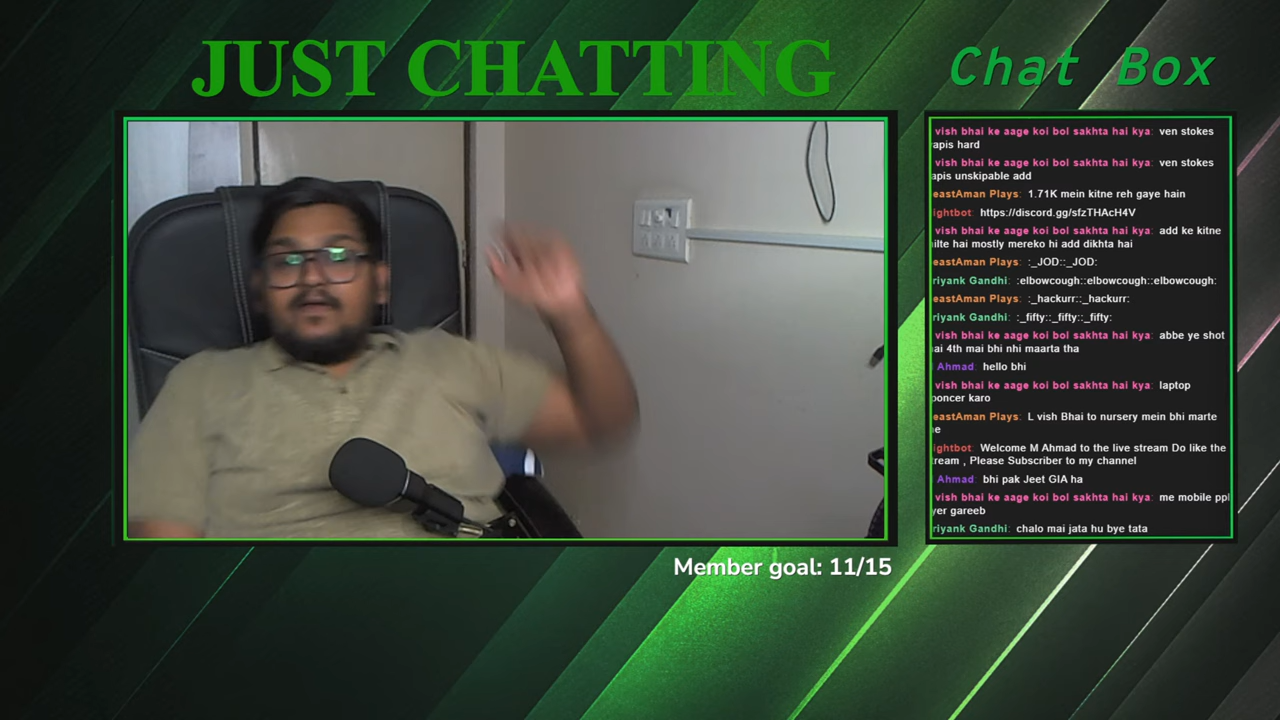 JUST CHATTING
Chat Box
vish bhai ke aage koi bol sakhta hai kya: ven stokes
apis hard
vish bhai ke aage koi bol sakhta hai kya: ven stokes
apis unskipable add
eastAman Plays: 1.71K mein kitne reh gaye hain
ightbot: https://discord.gg/sfzTHAcH4V
vish bhai ke aage koi bol sakhta hai kya: add ke kitne
ilte hai mostly mereko hi add dikhta hai
eastAman Plays: :_JOD::_JOD:
riyank Gandhi: :elbowcough::elbowcough::elbowcough:
eastAman Plays: :_hackurr::_hackurr:
riyank Gandhi: :_fifty::_fifty::_fifty:
vish bhai ke aage koi bol sakhta hai kya: abbe ye shot
ai 4th mai bhi nhi maarta tha
Ahmad: hello bhi
vish bhai ke aage koi bol sakhta hai kya: laptop
poncer karo
eastAman Plays: L vish Bhai to nursery mein bhi marte
he
ightbot: Welcome M Ahmad to the live stream Do like the
tream , Please Subscriber to my channel
Ahmad: bhi pak Jeet GIA ha
vish bhai ke aage koi bol sakhta hai kya: me mobile ppl
yer gareeb
riyank Gandhi: chalo mai jata hu bye tata
Member goal: 11/15